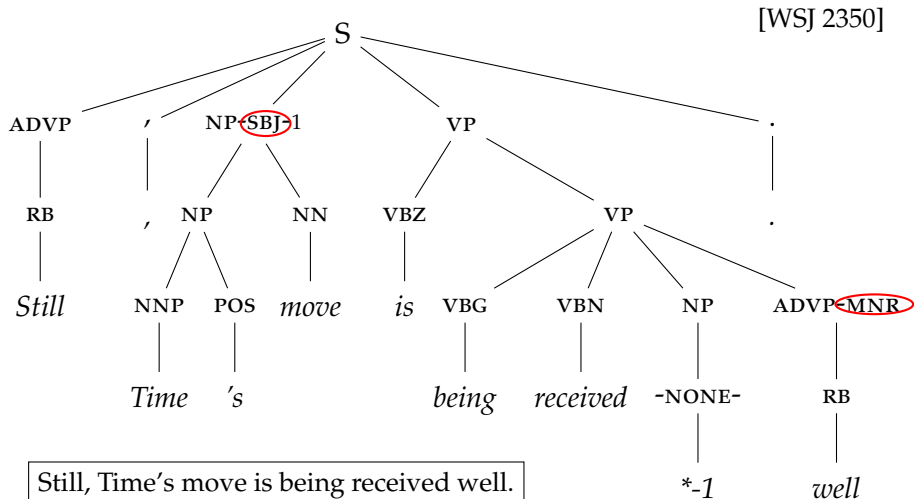 [WSJ 2350]
S
ADVP , NP-SBJ-1 VP .
RB , NP NN VBZ VP .
Still NNP POS move is VBG VBN NP ADVP-MNR
Time 's being received -NONE- RB
Still, Time's move is being received well. *-1 well